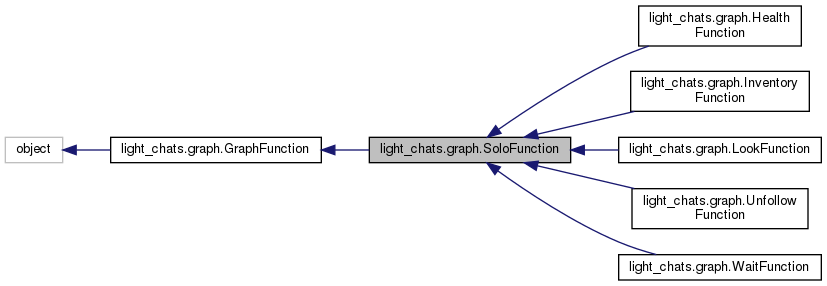 light_chats.graph.Health
Function
light_chats.graph.Inventory
Function
object
light_chats.graph.GraphFunction
light_chats.graph.SoloFunction
light_chats.graph.LookFunction
light_chats.graph.Unfollow
Function
light_chats.graph.WaitFunction